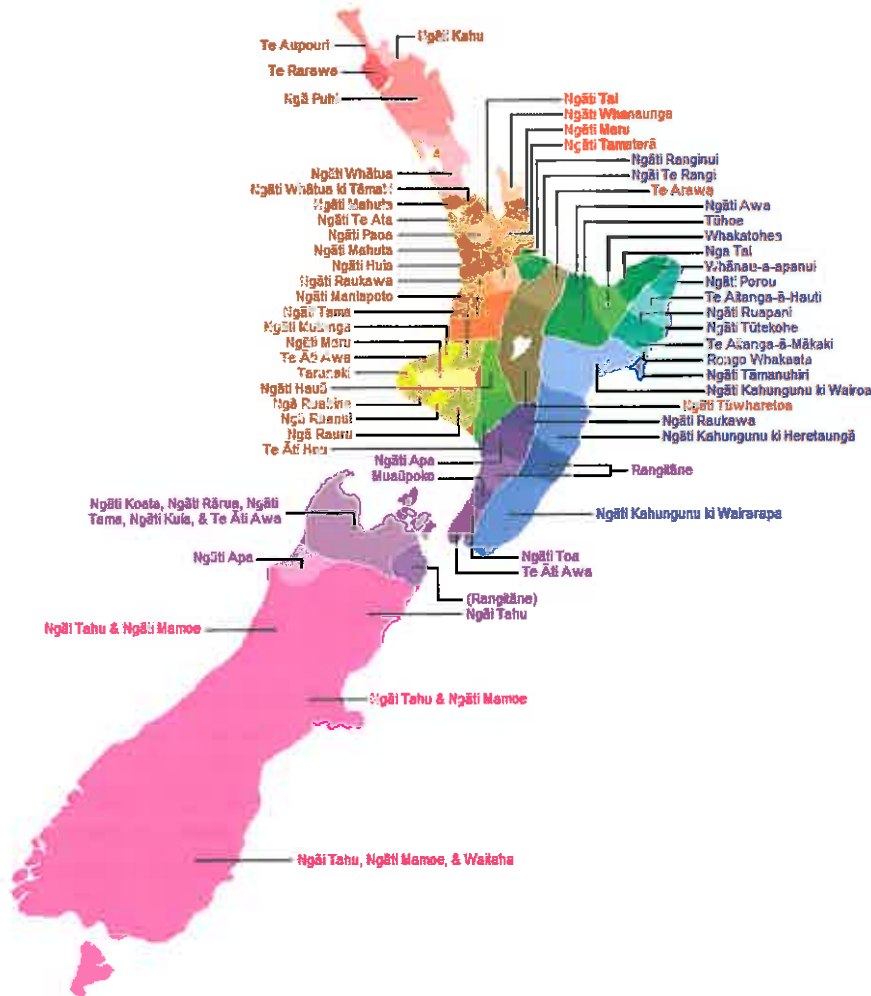 Ngāti Kahu
Te Aupouri
Te Rarawa
Ngā Puhi
Ngāti Tai
Ngāti Whanaunga
Ngāti Maru
Ngāti Tamaterā
Ngāti Ranginui
Ngāi Te Rangi
Te Arawa
Ngāti Awa
Tūhoe
Whakatohea
Nga Tai
Whānau-a-apanui
Ngāti Porou
Te Aitanga-ā-Hauti
Ngāti Ruapani
Ngāti Tūtekohe
Te Aitanga-ā-Mākaki
Rongo Whakaata
Ngāti Tāmanuhiri
Ngāti Kahungunu ki Wairoa
Ngāti Tūwharetoa
Ngāti Raukawa
Ngāti Kahungunu ki Heretaungā
Rangitāne
Ngāti Kahungunu ki Wairarapa
Ngāti Whātua
Ngāti Whātua ki Tāmaki
Ngāti Mahuta
Ngāti Te Ata
Ngāti Paoa
Ngāti Mahuta
Ngāti Huia
Ngāti Raukawa
Ngāti Maniapoto
Ngāti Tama
Ngāti Mutunga
Ngāti Maru
Te Āti Awa
Taranaki
Ngāti Hauā
Ngā Ruahine
Ngā Ruanui
Ngā Rauru
Te Āti Hau
Ngāti Apa
Muaūpoko
Ngāti Koata, Ngāti Rārua, Ngāti
Tama, Ngāti Kuia, & Te Āti Awa
Ngāti Apa
Ngāti Toa
Te Āti Awa
(Rangitāne)
Ngāi Tahu
Ngāi Tahu & Ngāti Mamoe
Ngāi Tahu & Ngāti Mamoe
Ngāi Tahu, Ngāti Mamoe, & Waitaha